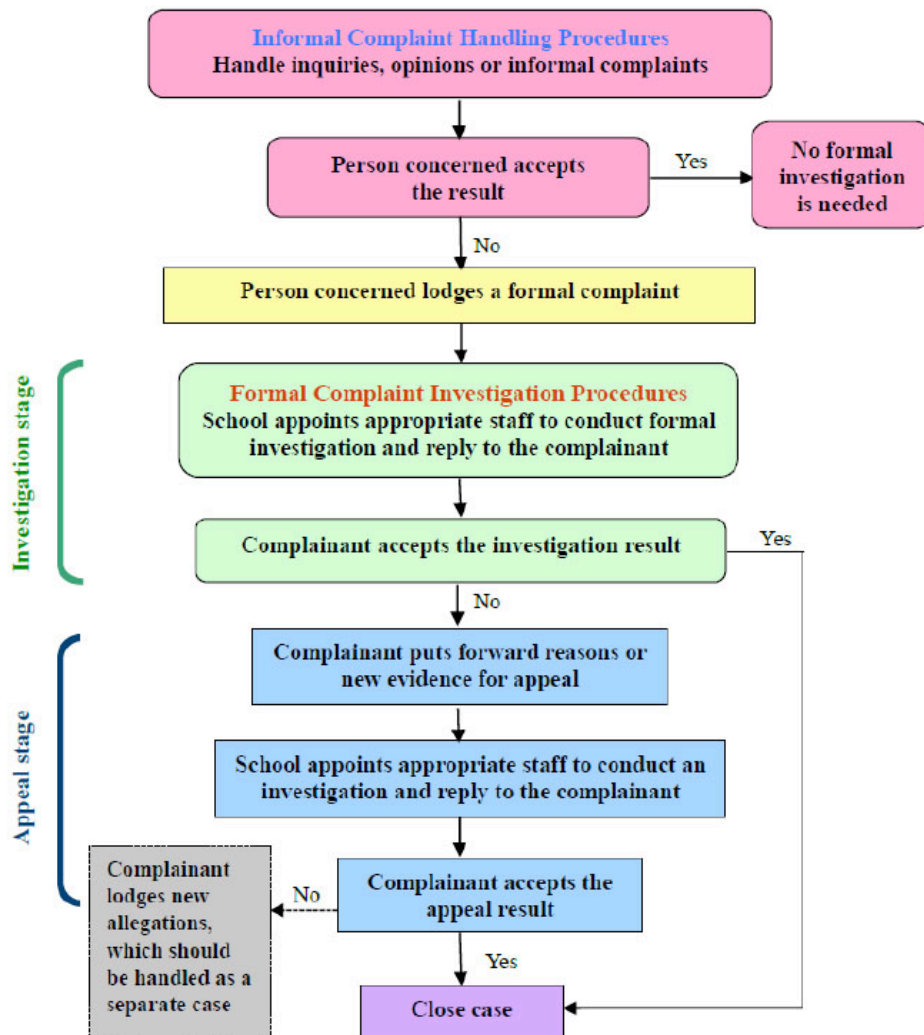 Informal Complaint Handling Procedures
Handle inquiries, opinions or informal complaints
Person concerned accepts
the result
Yes
No formal
investigation
is needed
No
Person concerned lodges a formal complaint
Investigation stage
Formal Complaint Investigation Procedures
School appoints appropriate staff to conduct formal
investigation and reply to the complainant
Complainant accepts the investigation result
Yes
No
Appeal stage
Complainant puts forward reasons or
new evidence for appeal
School appoints appropriate staff to conduct an
investigation and reply to the complainant
Complainant accepts the
appeal result
No
Complainant
lodges new
allegations,
which should
be handled as a
separate case
Yes
Close case